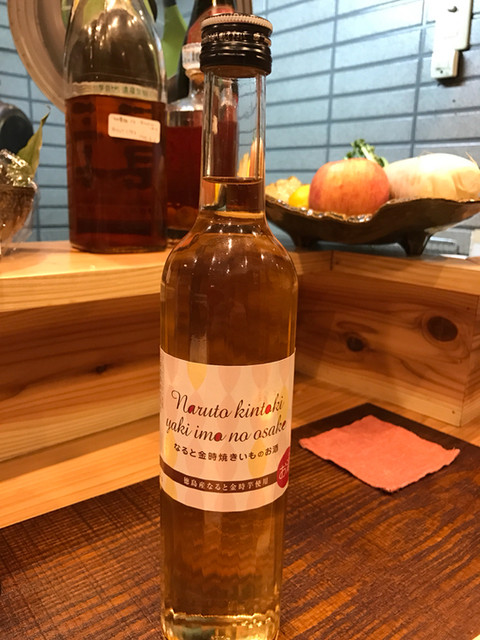 Naruto kintoki
yaki imo no osake
なると金時焼きいものお酒
徳島産なると金時芋使用